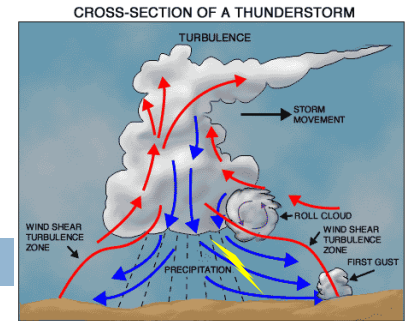 CROSS-SECTION OF A THUNDERSTORM
TURBULENCE
STORM
MOVEMENT
ROLL CLOUD
WIND SHEAR
TURBULENCE
ZONE
WIND SHEAR
TURBULENCE
ZONE
FIRST GUST
PRECIPITATION